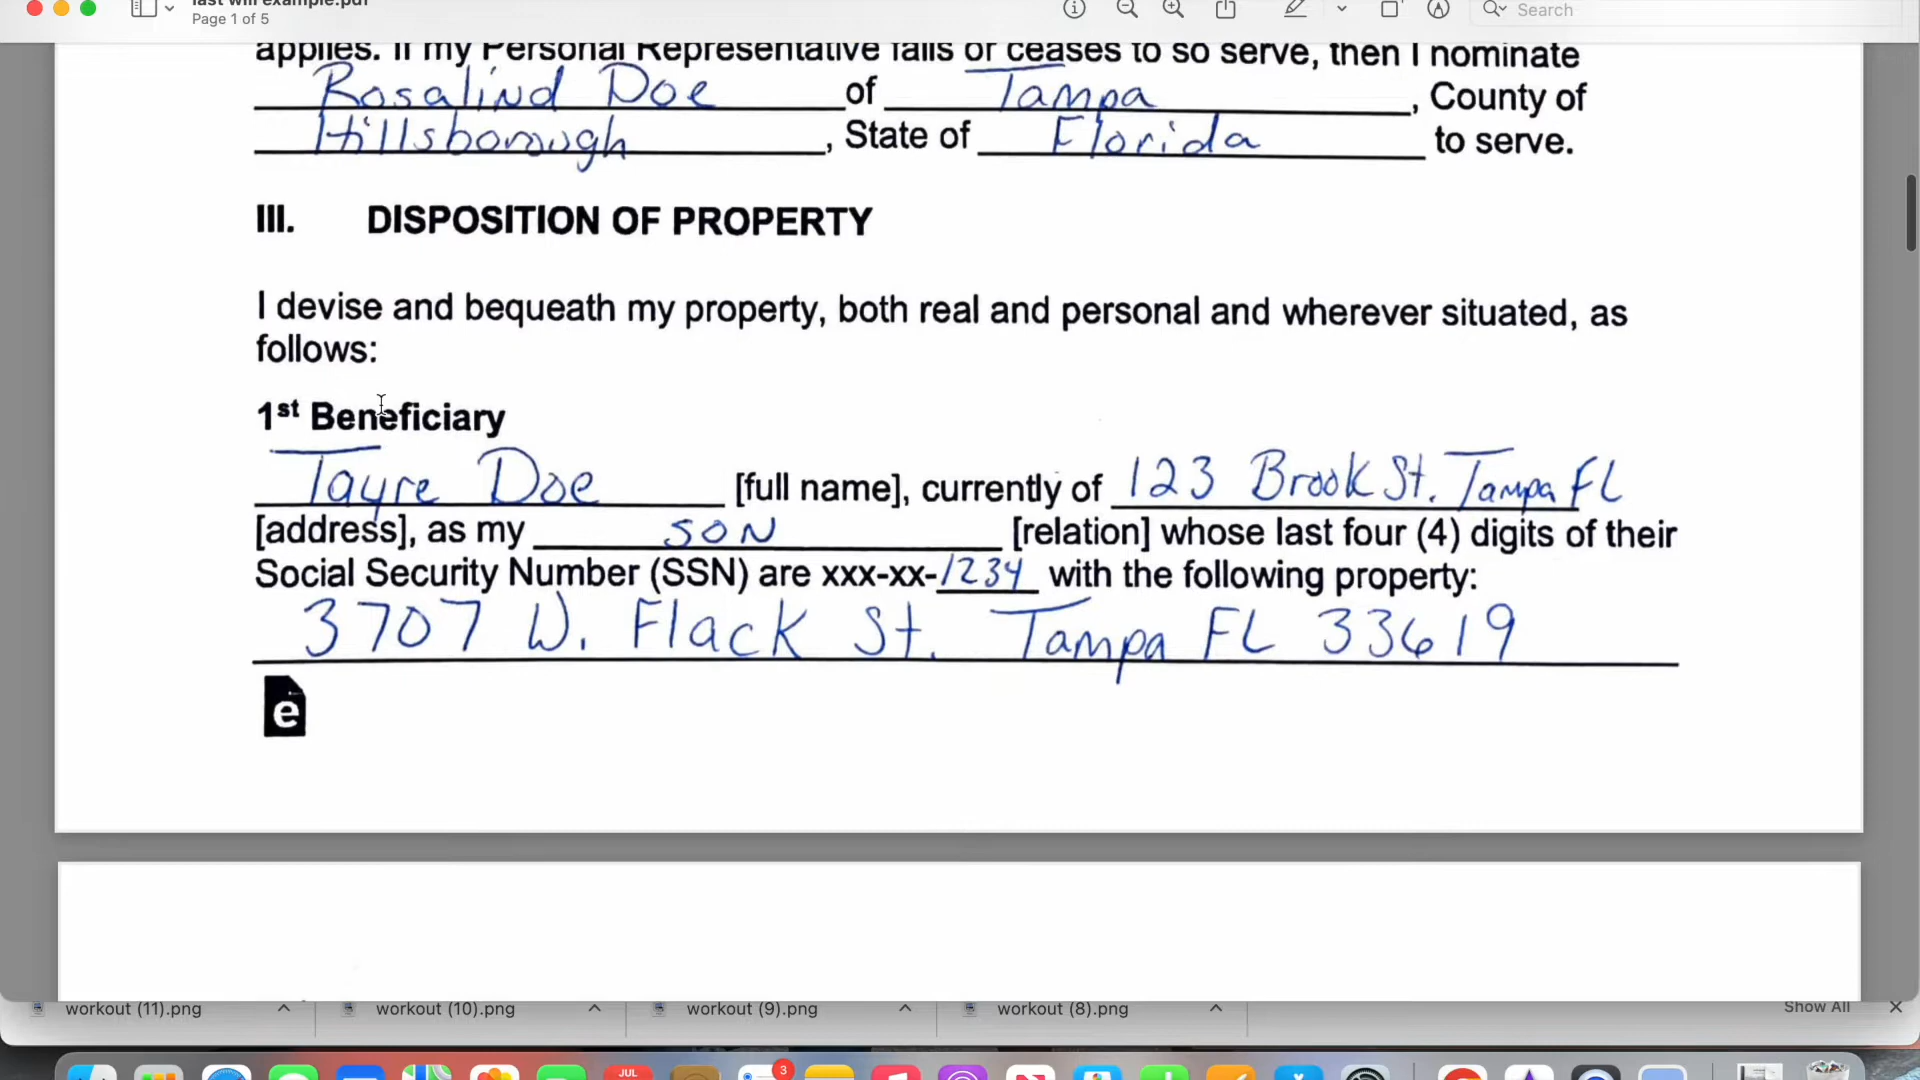 last will example.pdf
Page 1 of 5
Search
applies. If my Personal Representative fails or ceases to so serve, then I nominate
Rosalind Doe of Tampa, County of
Hillsborough, State of Florida to serve.
III. DISPOSITION OF PROPERTY
I devise and bequeath my property, both real and personal and wherever situated, as
follows:
1st Beneficiary
Tayre Doe [full name], currently of 123 Brook St. Tampa FL
[address], as my SON [relation] whose last four (4) digits of their
Social Security Number (SSN) are xxx-xx-1234 with the following property:
3707 W. Flack St. Tampa FL 33619
e
workout (11).png workout (10).png workout (9).png workout (8).png Show All
JUL 3